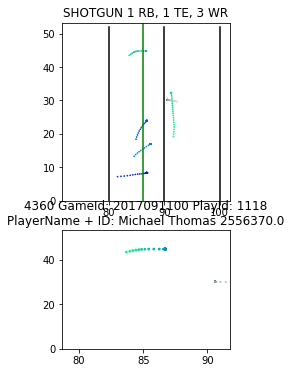 SHOTGUN 1 RB, 1 TE, 3 WR
50
40
30
20
10
0
80 90 100
4360 GameId: 2017091100 PlayId: 1118
PlayerName + ID: Michael Thomas 2556370.0
40
20
0
80 85 90